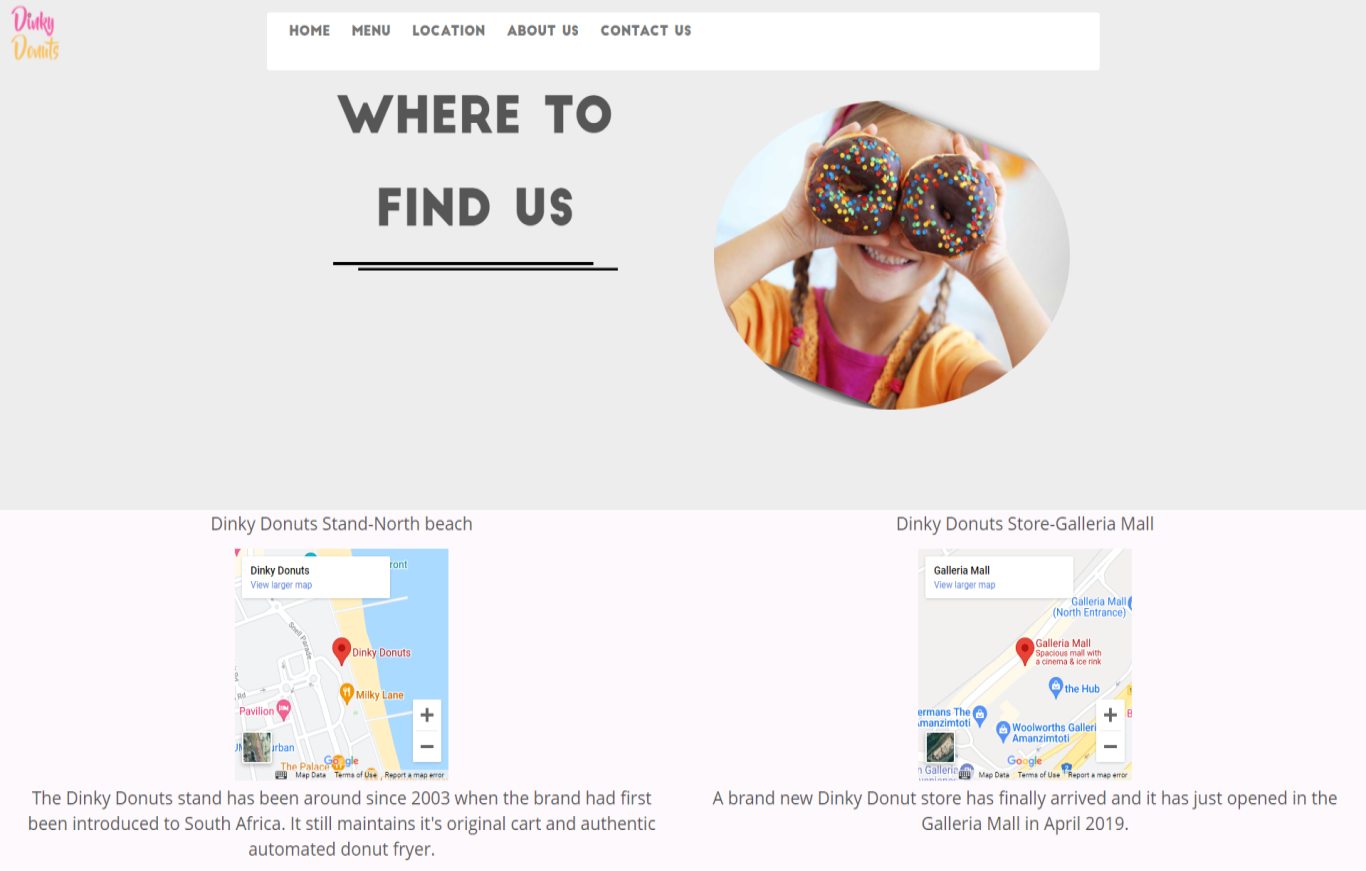 Dinky
Donuts
HOME MENU LOCATION ABOUT US CONTACT US
WHERE TO
FIND US
Dinky Donuts Stand-North beach
Dinky Donuts
View larger map
ront
Shell Parade
Dinky Donuts
Milky Lane
Rd
Pavilion
urban
The Palace
Google
Map Data Terms of Use Report a map error
The Dinky Donuts stand has been around since 2003 when the brand had first
been introduced to South Africa. It still maintains it's original cart and authentic
automated donut fryer.
Dinky Donuts Store-Galleria Mall
Galleria Mall
View larger map
Galleria Mall
(North Entrance)
Galleria Mall
Spacious mall with
a cinema & ice rink
the Hub
ermans The
Amanzimtoti
Woolworths Galleri
Amanzimtoti
B
Google
2
Galleria
Map Data Terms of Use Report a map error
A brand new Dinky Donut store has finally arrived and it has just opened in the
Galleria Mall in April 2019.